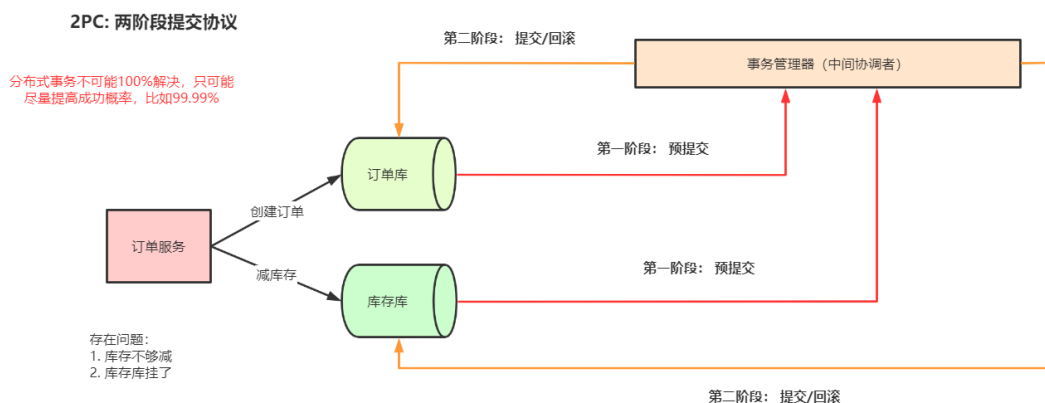 2PC: 两阶段提交协议
分布式事务不可能100%解决，只可能
尽量提高成功概率，比如99.99%
第二阶段： 提交/回滚
事务管理器（中间协调者）
第一阶段： 预提交
订单库
创建订单
订单服务
减库存
第一阶段： 预提交
库存库
存在问题：
1. 库存不够减
2. 库存库挂了
第二阶段： 提交/回滚